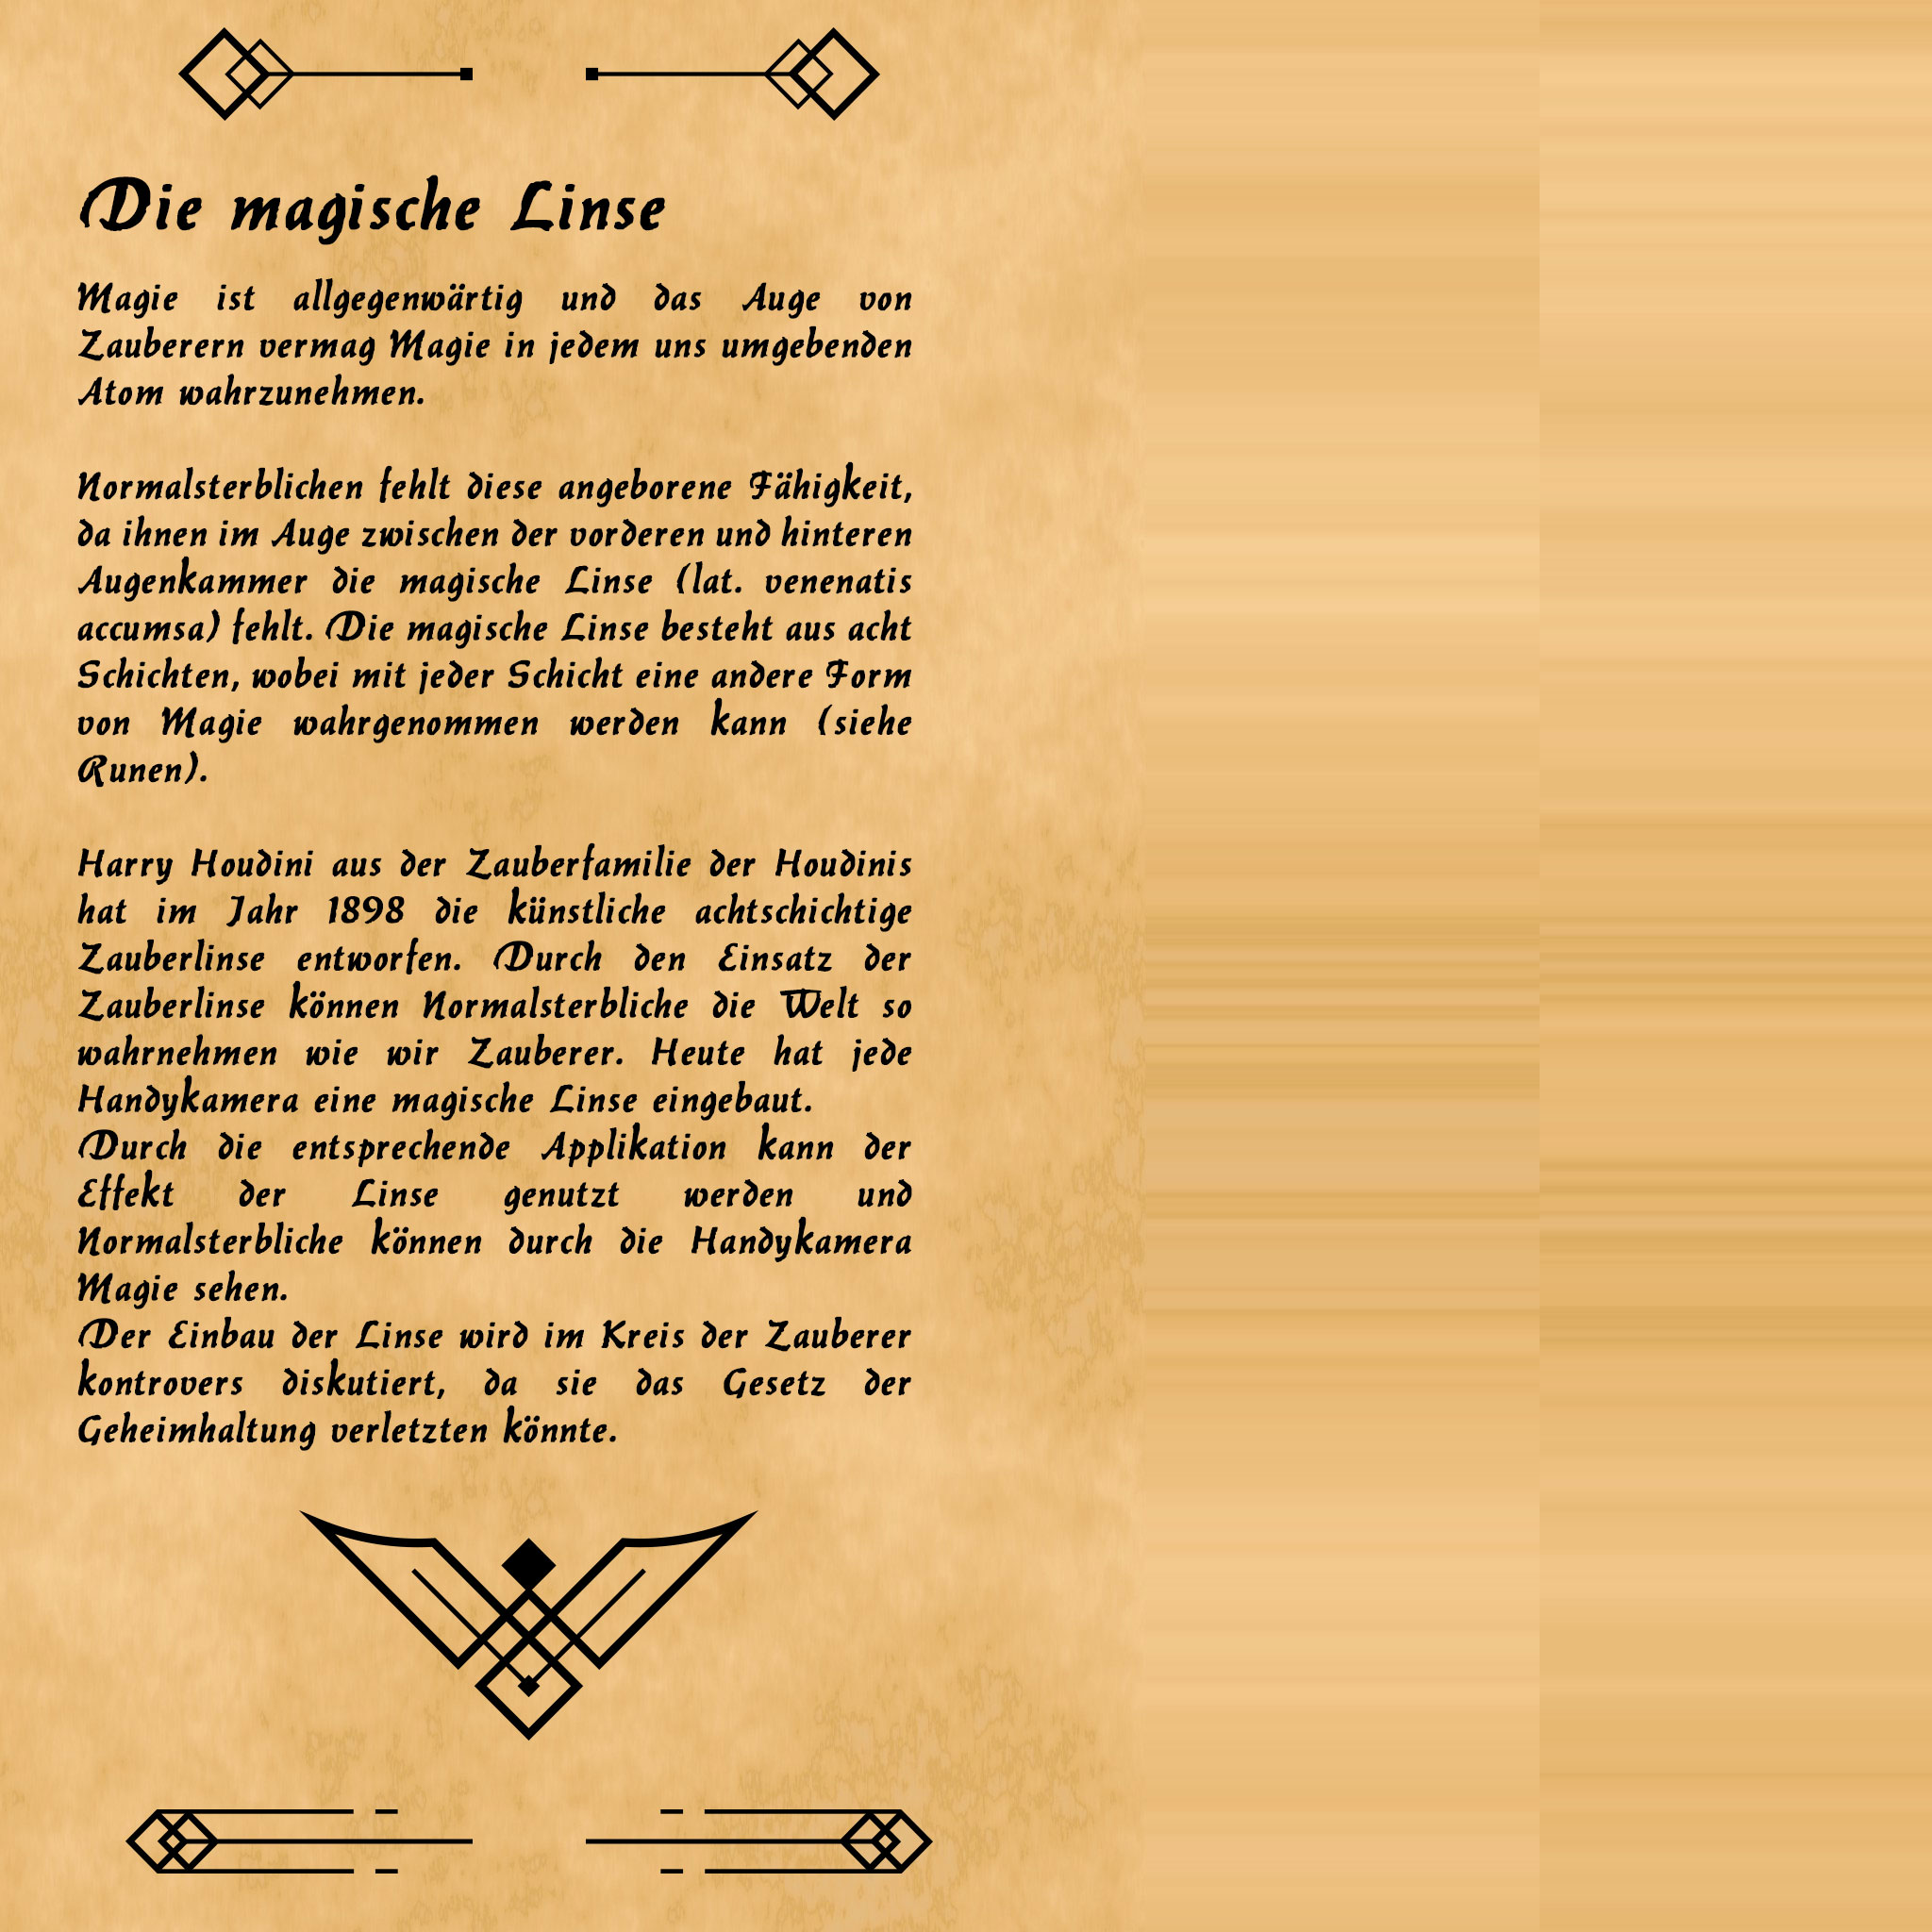 Die magische Linse
Magie ist allgegenwärtig und das Auge von
Zauberern vermag Magie in jedem uns umgebenden
Atom wahrzunehmen.
Normalsterblichen fehlt diese angeborene Fähigkeit,
da ihnen im Auge zwischen der vorderen und hinteren
Augenkammer die magische Linse (lat. venenatis
accumsa) fehlt. Die magische Linse besteht aus acht
Schichten, wobei mit jeder Schicht eine andere Form
von Magie wahrgenommen werden kann (siehe
Runen).
Harry Houdini aus der Zauberfamilie der Houdinis
hat im Jahr 1898 die künstliche achtschichtige
Zauberlinse entworfen. Durch den Einsatz der
Zauberlinse können Normalsterbliche die Welt so
wahrnehmen wie wir Zauberer. Heute hat jede
Handykamera eine magische Linse eingebaut.
Durch die entsprechende Applikation kann der
Effekt der Linse genutzt werden und
Normalsterbliche können durch die Handykamera
Magie sehen.
Der Einbau der Linse wird im Kreis der Zauberer
kontrovers diskutiert, da sie das Gesetz der
Geheimhaltung verletzten könnte.